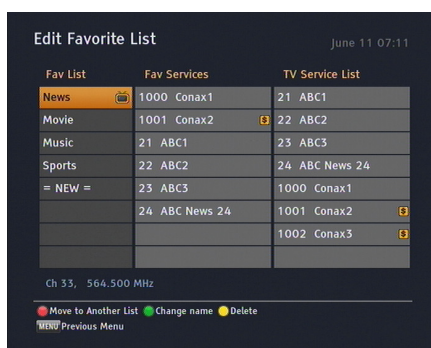 Edit Favorite List
June 11 07:11
Fav List Fav Services TV Service List
News 1000 Conax1 21 ABC1
Movie 1001 Conax2 $ 22 ABC2
Music 21 ABC1 23 ABC3
Sports 22 ABC2 24 ABC News 24
= NEW = 23 ABC3 1000 Conax1
24 ABC News 24 1001 Conax2 $
1002 Conax3 $
Ch 33, 564.500 MHz
Move to Another List Change name Delete
MENU Previous Menu